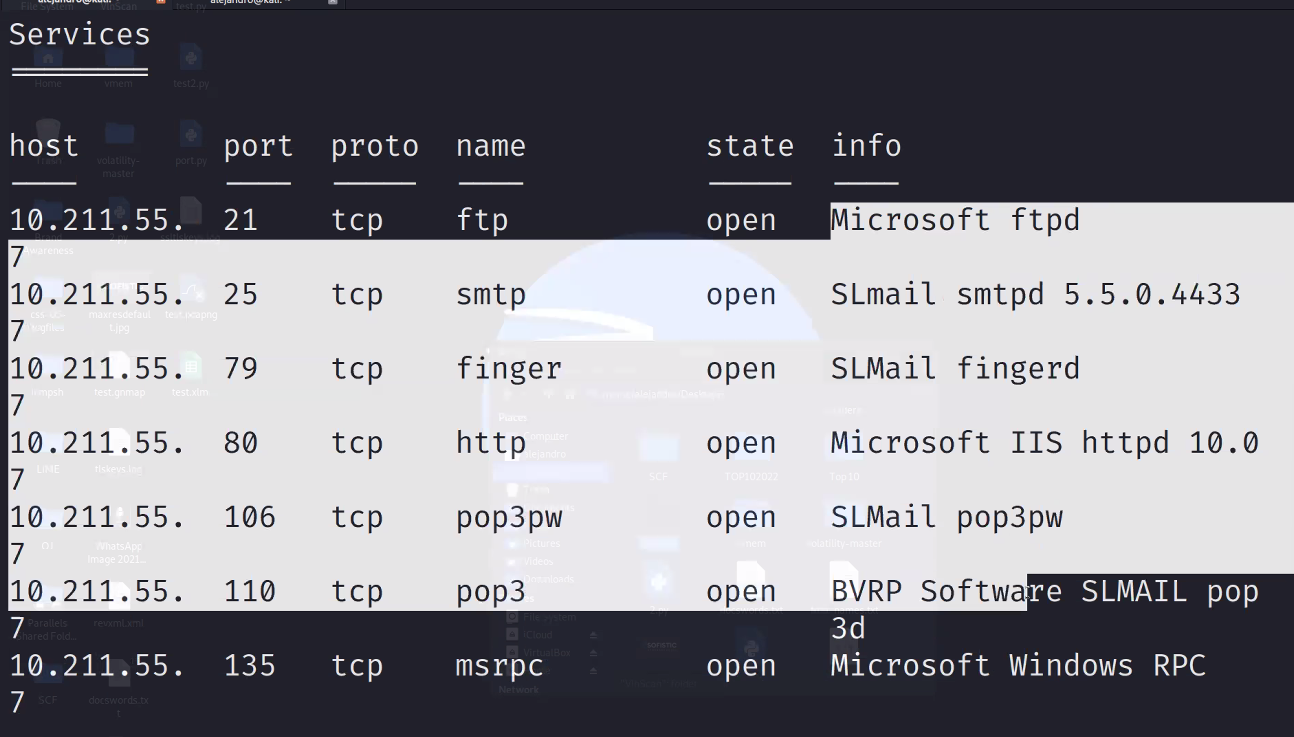 Services
host port proto name state info
10.211.55. 21 tcp ftp open Microsoft ftpd
7
10.211.55. 25 tcp smtp open SLmail smtpd 5.5.0.4433
7
10.211.55. 79 tcp finger open SLMail fingerd
7
10.211.55. 80 tcp http open Microsoft IIS httpd 10.0
7
10.211.55. 106 tcp pop3pw open SLMail pop3pw
7
10.211.55. 110 tcp pop3 open BVRP Software SLMAIL pop
7 3d
10.211.55. 135 tcp msrpc open Microsoft Windows RPC
7